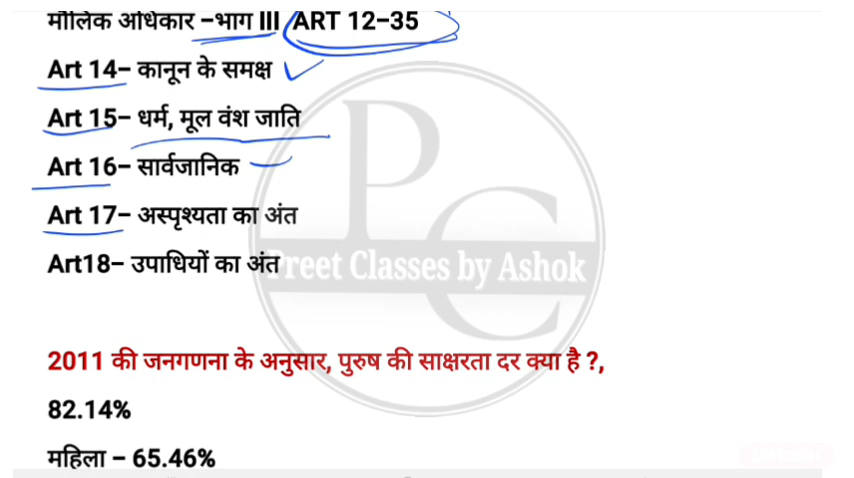 मौलिक अधिकार –भाग III ART 12–35
Art 14– कानून के समक्ष
Art 15– धर्म, मूल वंश जाति
Art 16– सार्वजानिक
Art 17– अस्पृश्यता का अंत
Art18– उपाधियों का अंत
PC
Preet Classes by Ashok
2011 की जनगणना के अनुसार, पुरुष की साक्षरता दर क्या है ?,
82.14%
महिला – 65.46%